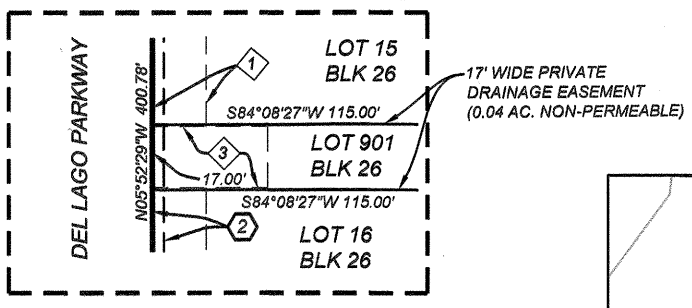 DEL LAGO PARKWAY
N05°52'29"W 400.78'
1
LOT 15
BLK 26
17' WIDE PRIVATE
DRAINAGE EASEMENT
(0.04 AC. NON-PERMEABLE)
S84°08'27"W 115.00'
LOT 901
BLK 26
3
17.00'
S84°08'27"W 115.00'
2
LOT 16
BLK 26